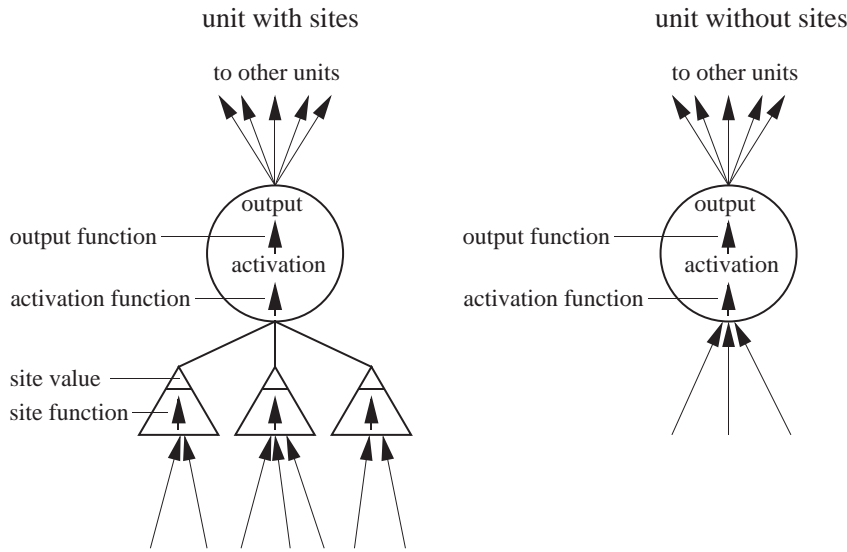 unit with sites
to other units
output
output function
activation
activation function
site value
site function
unit without sites
to other units
output
output function
activation
activation function